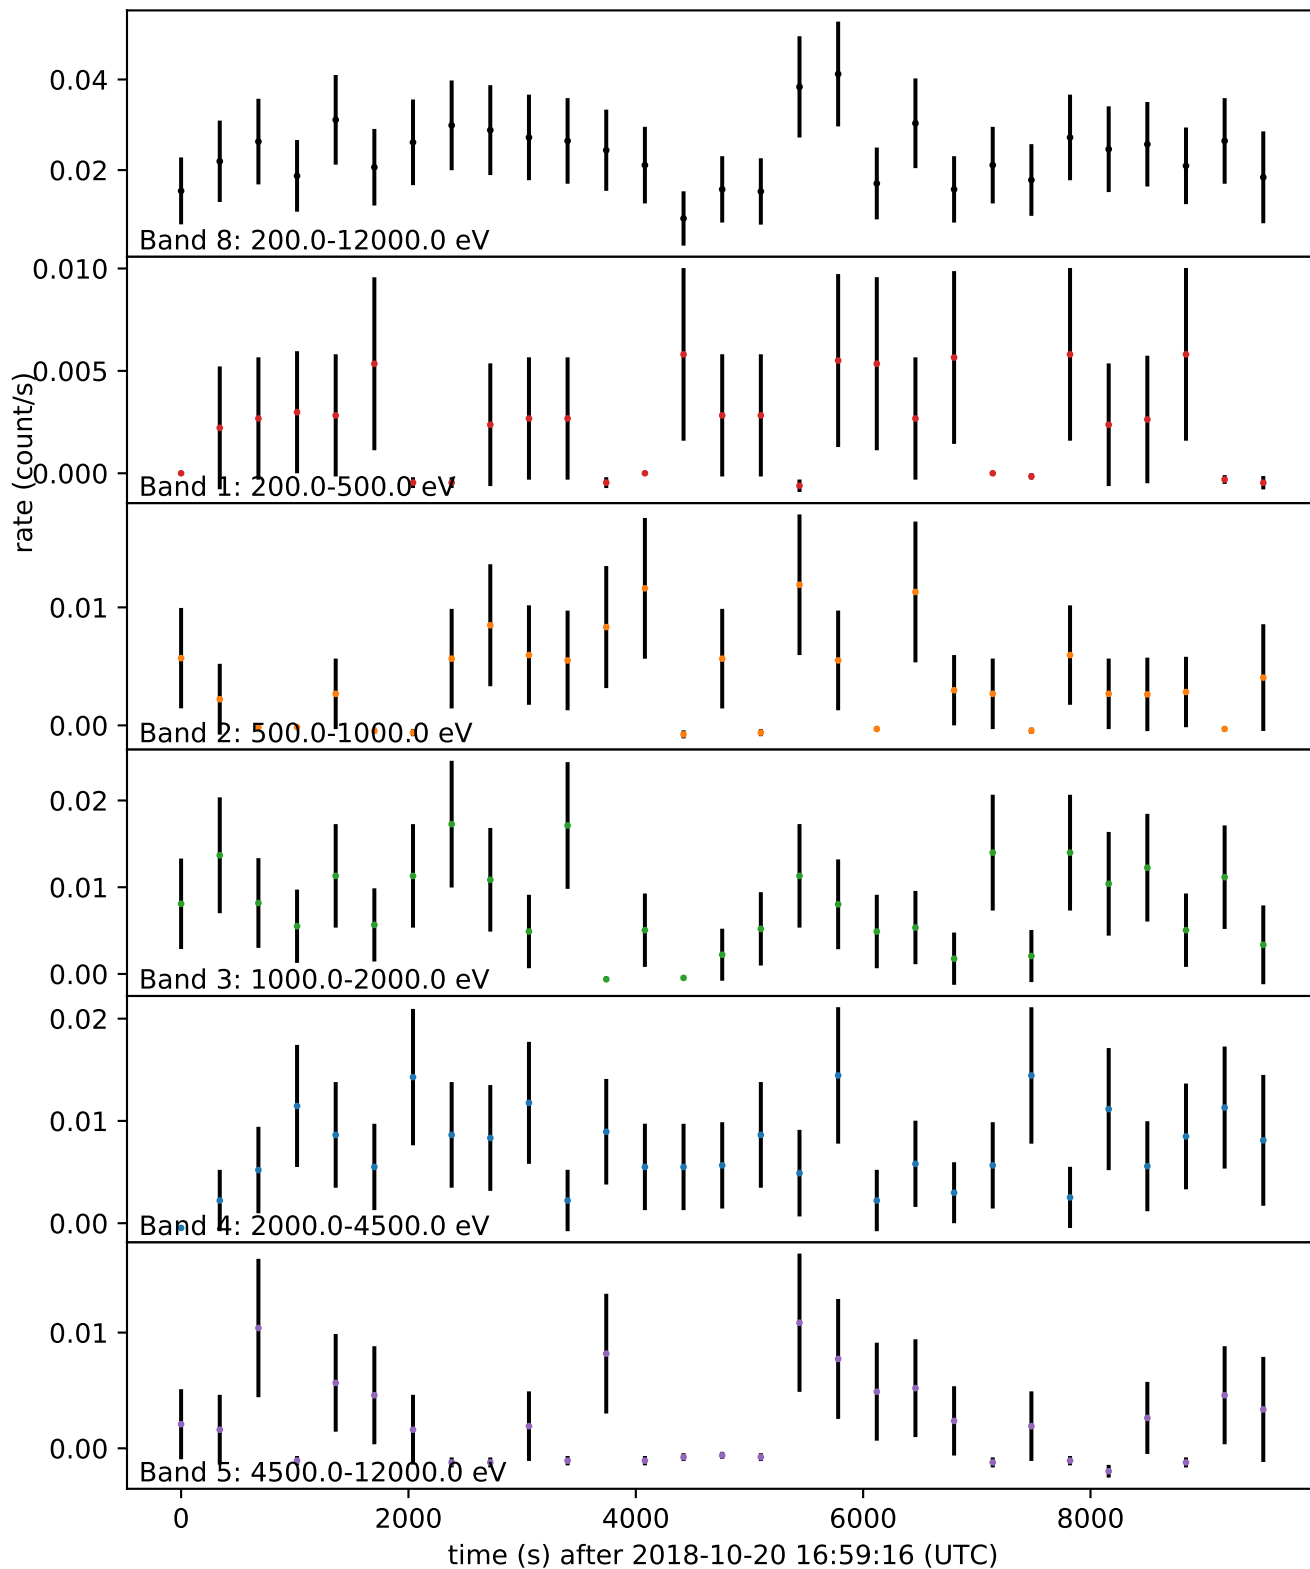 0.04
0.02
Band 8: 200.0-12000.0 eV
0.010
0.005
0.000
Band 1: 200.0-500.0 eV
rate (count/s)
0.01
0.00
Band 2: 500.0-1000.0 eV
0.02
0.01
0.00
Band 3: 1000.0-2000.0 eV
0.02
0.01
0.00
Band 4: 2000.0-4500.0 eV
0.01
0.00
Band 5: 4500.0-12000.0 eV
0 2000 4000 6000 8000
time (s) after 2018-10-20 16:59:16 (UTC)